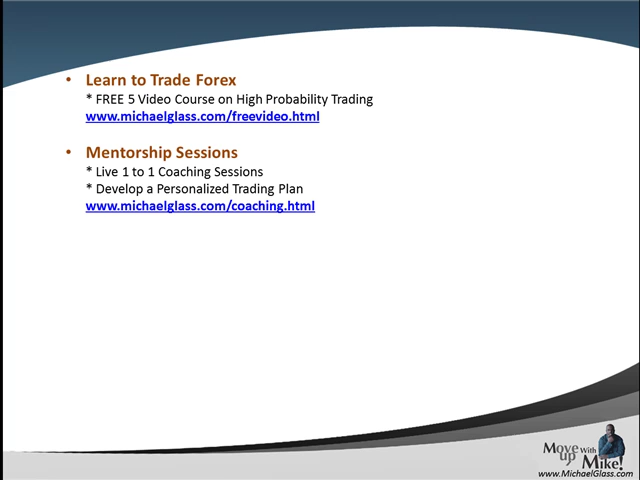 • Learn to Trade Forex
* FREE 5 Video Course on High Probability Trading
www.michaelglass.com/freevideo.html
• Mentorship Sessions
* Live 1 to 1 Coaching Sessions
* Develop a Personalized Trading Plan
www.michaelglass.com/coaching.html
Move up With Mike!
www.MichaelGlass.com